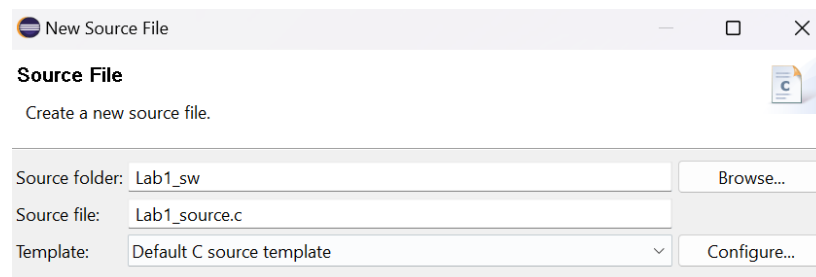 New Source File
Source File
Create a new source file.
C
Source folder: Lab1_sw Browse...
Source file: Lab1_source.c
Template: Default C source template Configure...